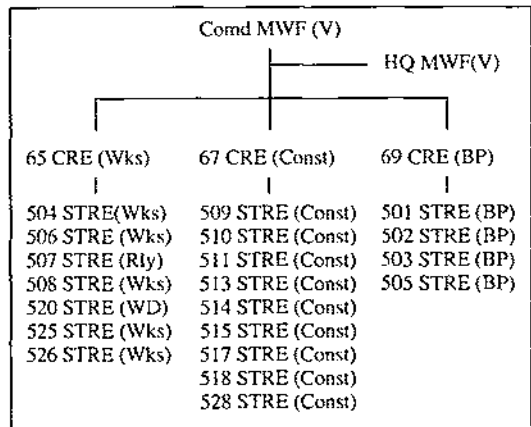 Comd MWF (V)
HQ MWF(V)
65 CRE (Wks)
504 STRE(Wks)
506 STRE (Wks)
507 STRE (Rly)
508 STRE (Wks)
520 STRE (WD)
525 STRE (Wks)
526 STRE (Wks)
67 CRE (Const)
509 STRE (Const)
510 STRE (Const)
511 STRE (Const)
513 STRE (Const)
514 STRE (Const)
515 STRE (Const)
517 STRE (Const)
518 STRE (Const)
528 STRE (Const)
69 CRE (BP)
501 STRE (BP)
502 STRE (BP)
503 STRE (BP)
505 STRE (BP)